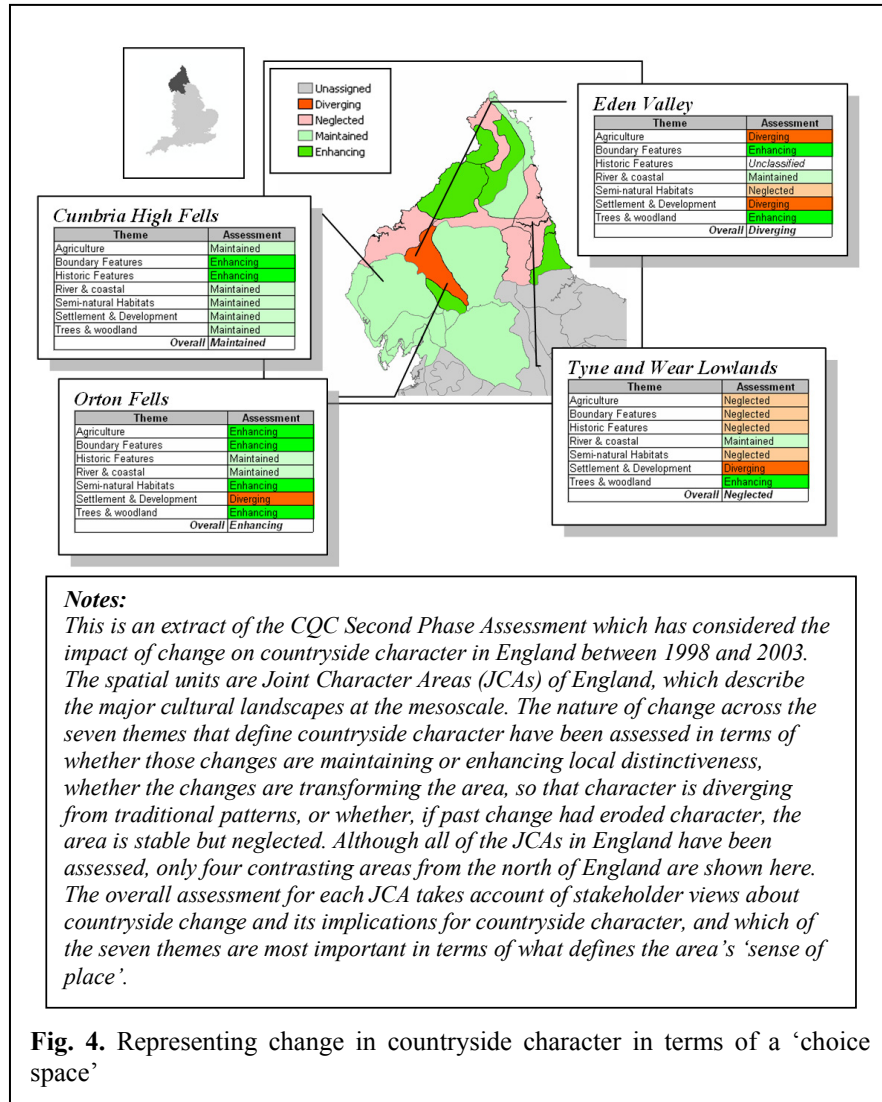 Unassigned
Diverging
Neglected
Maintained
Enhancing
Eden Valley
Theme Assessment
Agriculture Diverging
Boundary Features Enhancing
Historic Features Unclassified
River & coastal Maintained
Semi-natural Habitats Neglected
Settlement & Development Diverging
Trees & woodland Enhancing
Overall Diverging
Cumbria High Fells
Theme Assessment
Agriculture Maintained
Boundary Features Enhancing
Historic Features Enhancing
River & coastal Maintained
Semi-natural Habitats Maintained
Settlement & Development Maintained
Trees & woodland Maintained
Overall Maintained
Orton Fells
Theme Assessment
Agriculture Enhancing
Boundary Features Enhancing
Historic Features Maintained
River & coastal Maintained
Semi-natural Habitats Enhancing
Settlement & Development Diverging
Trees & woodland Enhancing
Overall Enhancing
Tyne and Wear Lowlands
Theme Assessment
Agriculture Neglected
Boundary Features Neglected
Historic Features Neglected
River & coastal Maintained
Semi-natural Habitats Neglected
Settlement & Development Diverging
Trees & woodland Enhancing
Overall Neglected
Notes:
This is an extract of the CQC Second Phase Assessment which has considered the
impact of change on countryside character in England between 1998 and 2003.
The spatial units are Joint Character Areas (JCAs) of England, which describe
the major cultural landscapes at the mesoscale. The nature of change across the
seven themes that define countryside character have been assessed in terms of
whether those changes are maintaining or enhancing local distinctiveness,
whether the changes are transforming the area, so that character is diverging
from traditional patterns, or whether, if past change had eroded character, the
area is stable but neglected. Although all of the JCAs in England have been
assessed, only four contrasting areas from the north of England are shown here.
The overall assessment for each JCA takes account of stakeholder views about
countryside change and its implications for countryside character, and which of
the seven themes are most important in terms of what defines the area's ‘sense of
place’.
Fig. 4. Representing change in countryside character in terms of a ‘choice
space’